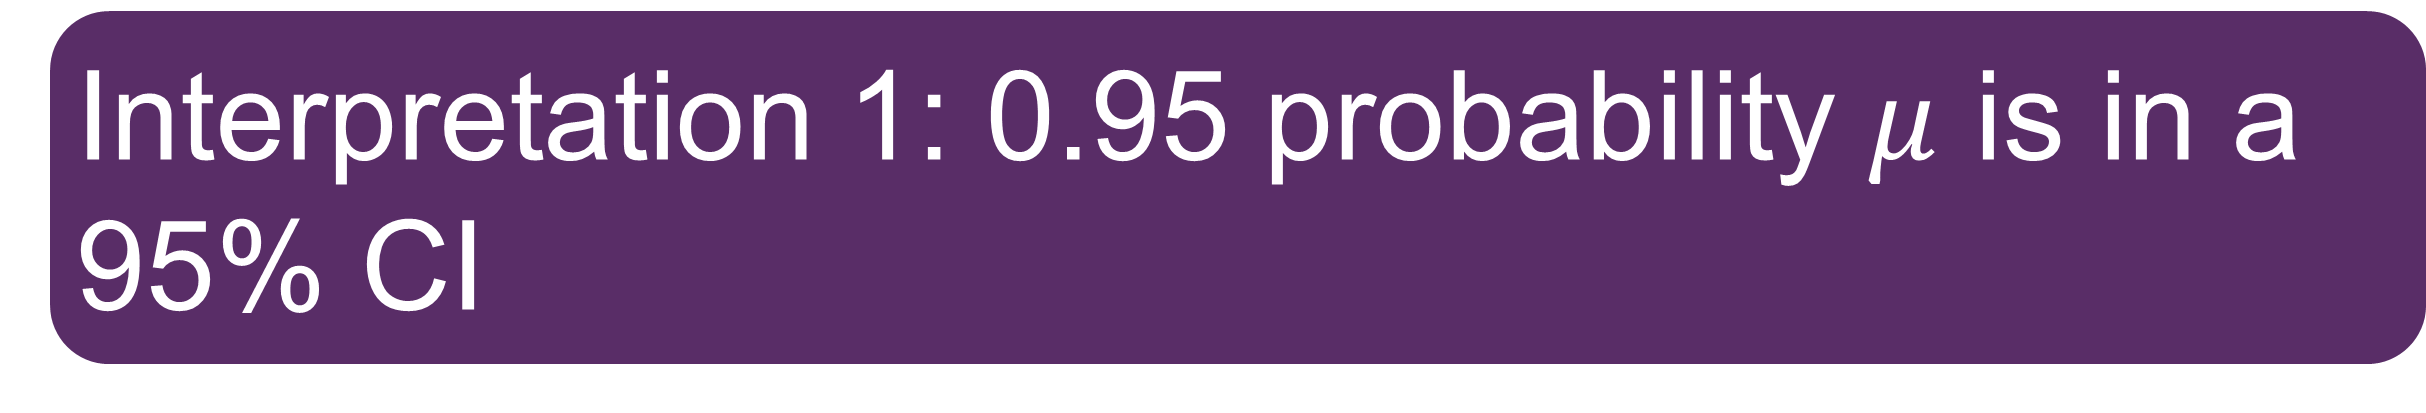 Interpretation 1: 0.95 probability 𝜇 is in a
95% CI